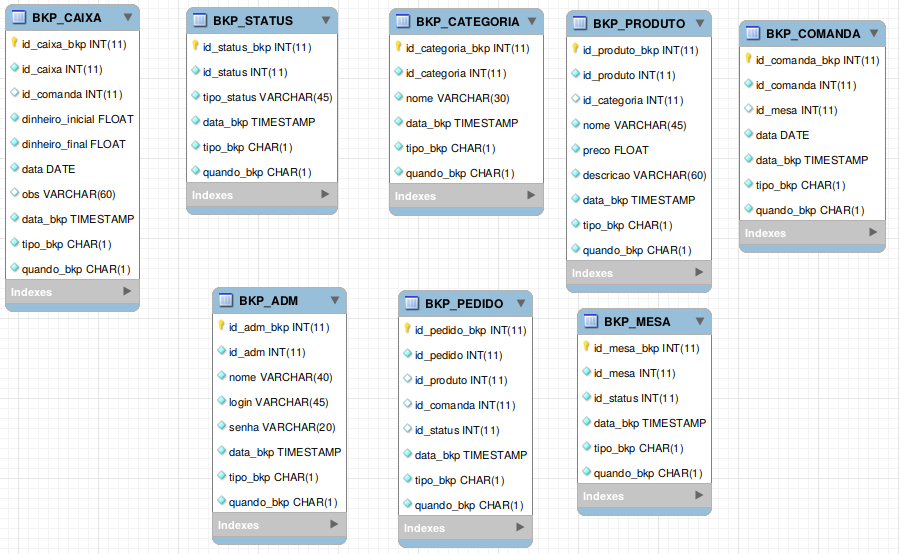 BKP_CAIXA
id_caixa_bkp INT(11)
id_caixa INT(11)
id_comanda INT(11)
dinheiro_inicial FLOAT
dinheiro_final FLOAT
data DATE
obs VARCHAR(60)
data_bkp TIMESTAMP
tipo_bkp CHAR(1)
quando_bkp CHAR(1)
Indexes
BKP_STATUS
id_status_bkp INT(11)
id_status INT(11)
tipo_status VARCHAR(45)
data_bkp TIMESTAMP
tipo_bkp CHAR(1)
quando_bkp CHAR(1)
Indexes
BKP_CATEGORIA
id_categoria_bkp INT(11)
id_categoria INT(11)
nome VARCHAR(30)
data_bkp TIMESTAMP
tipo_bkp CHAR(1)
quando_bkp CHAR(1)
Indexes
BKP_PRODUTO
id_produto_bkp INT(11)
id_produto INT(11)
id_categoria INT(11)
nome VARCHAR(45)
preco FLOAT
descricao VARCHAR(60)
data_bkp TIMESTAMP
tipo_bkp CHAR(1)
quando_bkp CHAR(1)
Indexes
BKP_COMANDA
id_comanda_bkp INT(11)
id_comanda INT(11)
id_mesa INT(11)
data DATE
data_bkp TIMESTAMP
tipo_bkp CHAR(1)
quando_bkp CHAR(1)
Indexes
BKP_ADM
id_adm_bkp INT(11)
id_adm INT(11)
nome VARCHAR(40)
login VARCHAR(45)
senha VARCHAR(20)
data_bkp TIMESTAMP
tipo_bkp CHAR(1)
quando_bkp CHAR(1)
Indexes
BKP_PEDIDO
id_pedido_bkp INT(11)
id_pedido INT(11)
id_produto INT(11)
id_comanda INT(11)
id_status INT(11)
data_bkp TIMESTAMP
tipo_bkp CHAR(1)
quando_bkp CHAR(1)
Indexes
BKP_MESA
id_mesa_bkp INT(11)
id_mesa INT(11)
id_status INT(11)
data_bkp TIMESTAMP
tipo_bkp CHAR(1)
quando_bkp CHAR(1)
Indexes